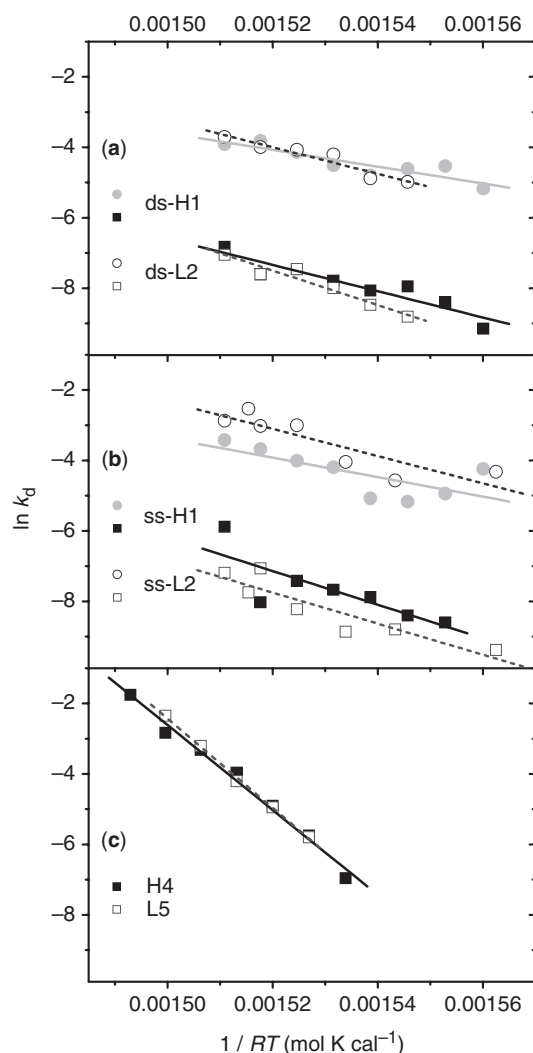 0.00150 0.00152 0.00154 0.00156
−2
−4
(a)
−6
ds-H1
ds-L2
−8
−2
−4
(b)
ln kd
ss-H1
−6
ss-L2
−8
−2
−4
−6
(c)
H4
−8
L5
0.00150 0.00152 0.00154 0.00156
1 / RT (mol K cal⁻¹)